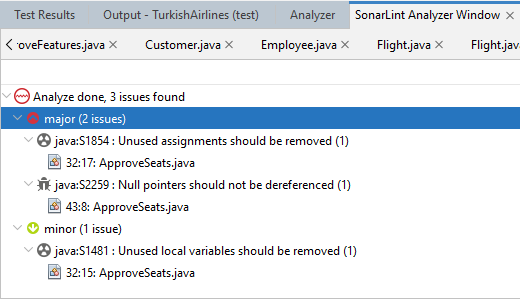 Test Results Output - TurkishAirlines (test) Analyzer SonarLint Analyzer Window
oveFeatures.java Customer.java Employee.java Flight.java Flight.java
Analyze done, 3 issues found
major (2 issues)
java:S1854 : Unused assignments should be removed (1)
32:17: ApproveSeats.java
java:S2259 : Null pointers should not be dereferenced (1)
43:8: ApproveSeats.java
minor (1 issue)
java:S1481 : Unused local variables should be removed (1)
32:15: ApproveSeats.java